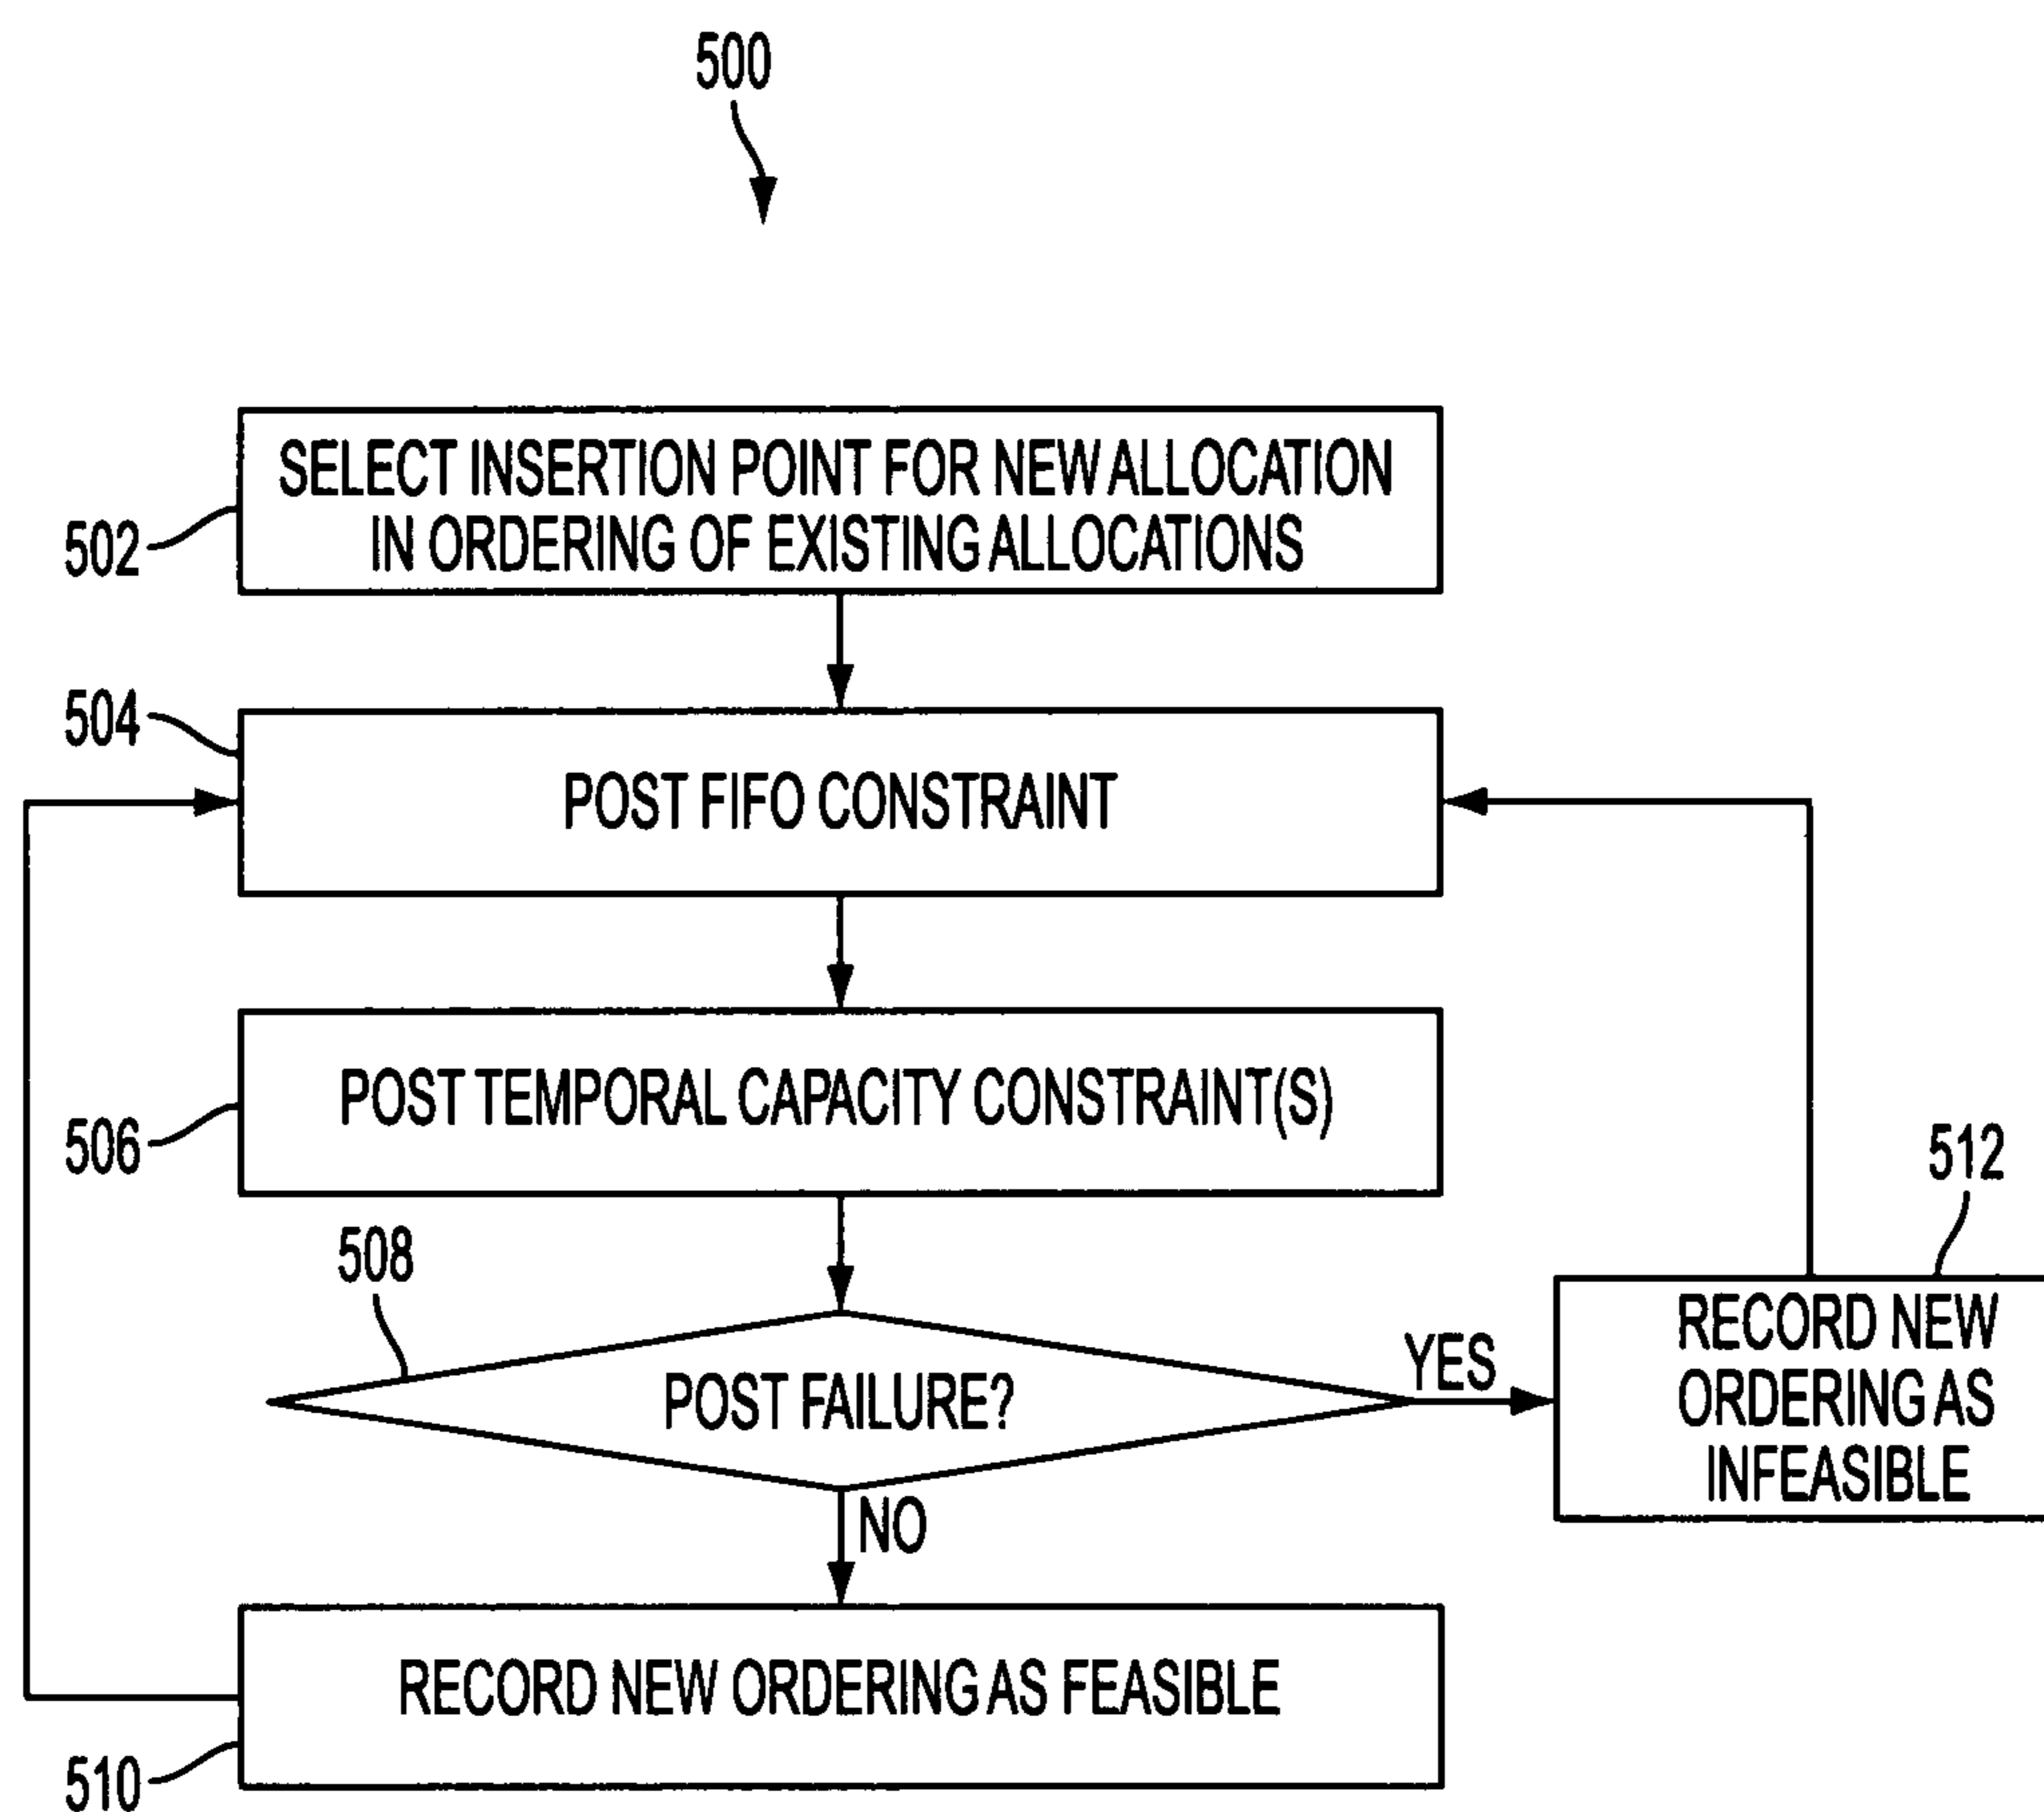 500
SELECT INSERTION POINT FOR NEW ALLOCATION
IN ORDERING OF EXISTING ALLOCATIONS
502
504
POST FIFO CONSTRAINT
POST TEMPORAL CAPACITY CONSTRAINT(S)
506
508
POST FAILURE?
YES
512
RECORD NEW
ORDERING AS
INFEASIBLE
NO
RECORD NEW ORDERING AS FEASIBLE
510